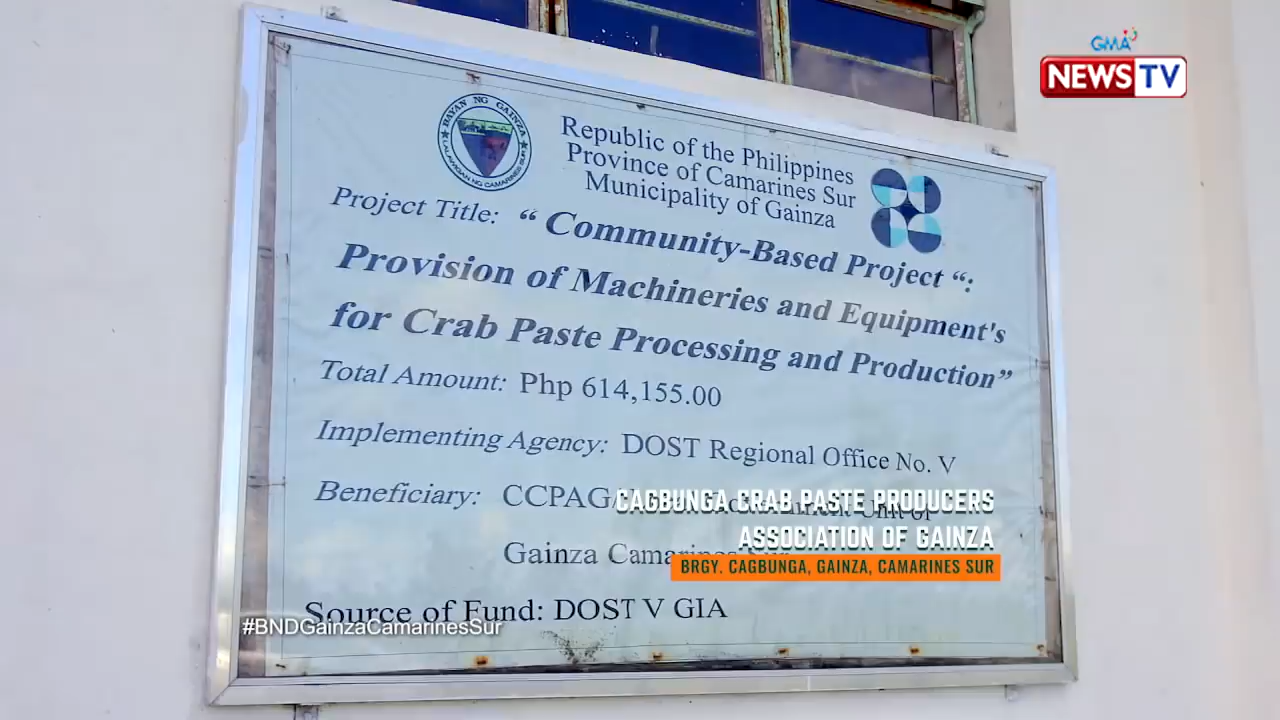 GMA
NEWS TV
BAYAN NG GAINZA
Republic of the Philippines
Province of Camarines Sur
Municipality of Gainza
Project Title: “ Community-Based Project “:
Provision of Machineries and Equipment's
for Crab Paste Processing and Production”
Total Amount: Php 614,155.00
Implementing Agency: DOST Regional Office No. V
Beneficiary: CCPAG/ Unit of
Gainza Camarines Sur
Source of Fund: DOST V GIA
CAGBUNGA CRAB PASTE PRODUCERS
ASSOCIATION OF GAINZA
BRGY. CAGBUNGA, GAINZA, CAMARINES SUR
#BNDGainzaCamarinesSur